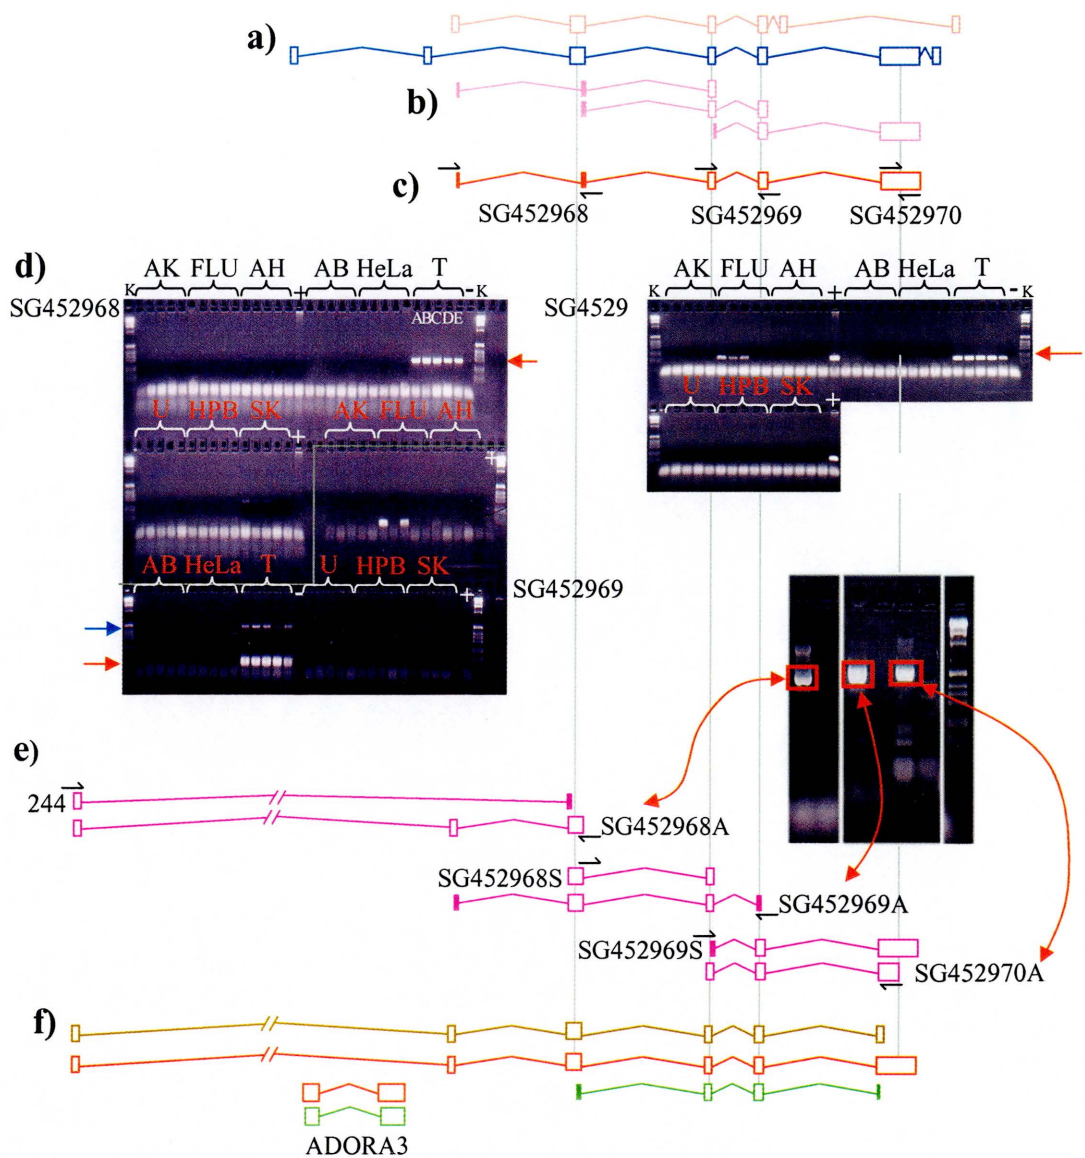 a)
b)
c)
SG452968 SG452969 SG452970
d)
AK FLU AH AB HeLa T
K + - K
SG452968
ABCDE
U HPB SK + AK FLU AH +
AB HeLa T - U HPB SK +
SG452969
AK FLU AH AB HeLa T
K + - K
SG4529
U HPB SK +
e)
244
SG452968A
SG452968S
SG452969A
SG452969S
SG452970A
f)
ADORA3